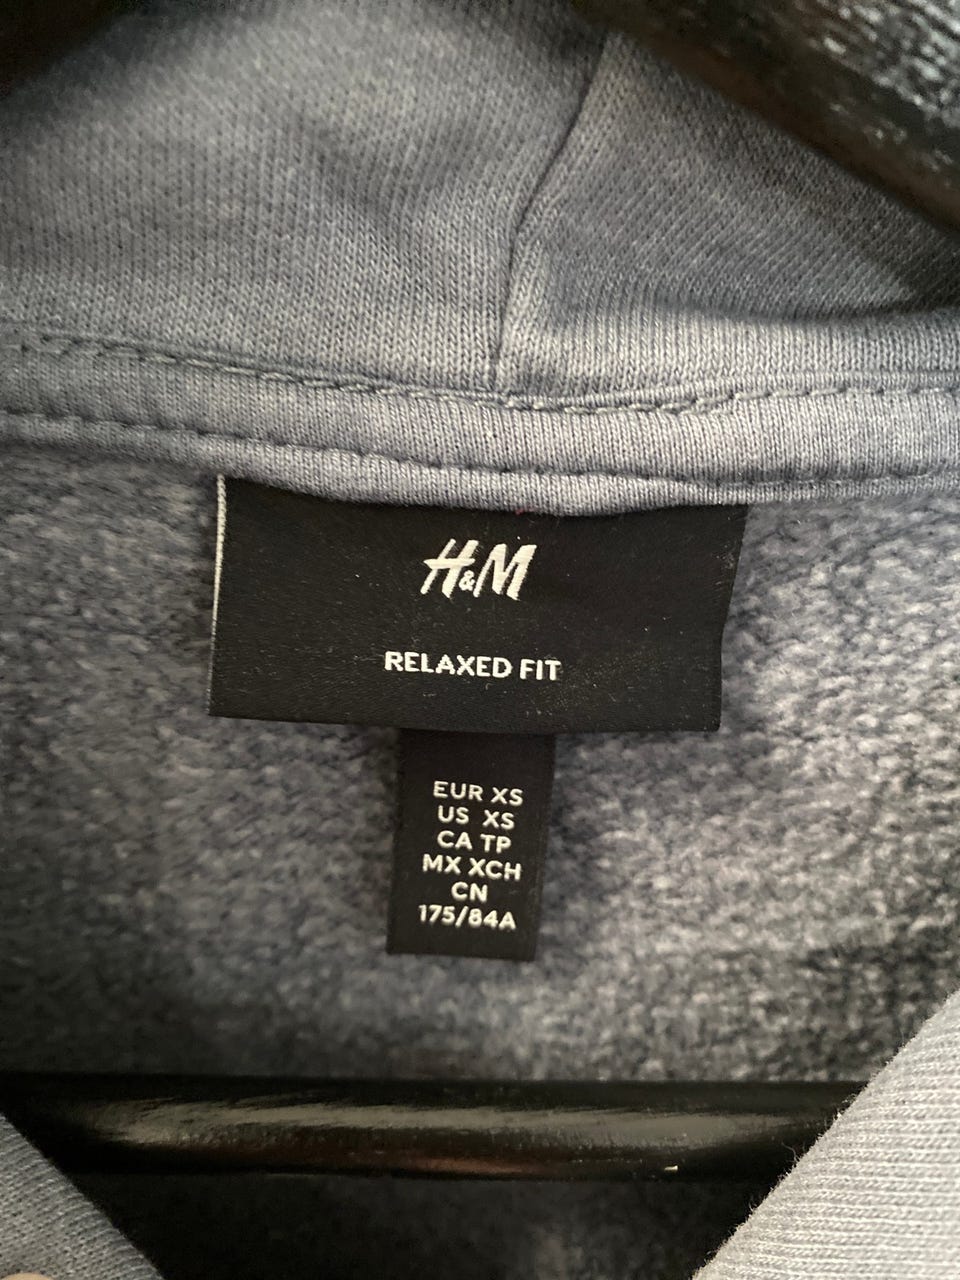 H&M
RELAXED FIT
EUR XS
US XS
CA TP
MX XCH
CN
175/84A